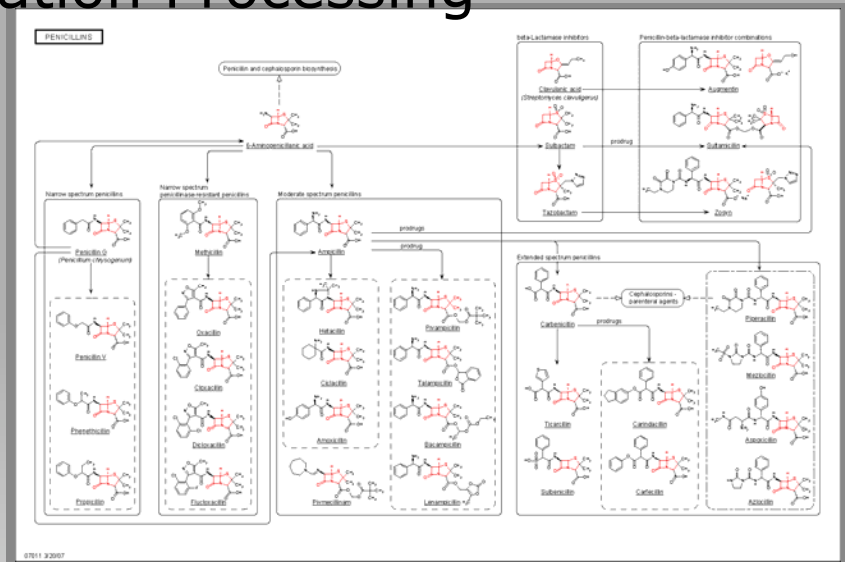 ation Processing
PENICILLINS
Penicillin and cephalosporin biosynthesis
6-Aminopenicillanic acid
beta-Lactamase inhibitors
Clavulanic acid
(Streptomyces clavuligerus)
Sulbactam
Tazobactam
Penicillin-beta-lactamase inhibitor combinations
Augmentin
prodrug
Sultamicillin
Zosyn
Narrow spectrum penicillins
Penicillin G
(Penicillium chrysogenum)
Penicillin V
Phenethicillin
Propicillin
Narrow spectrum
penicillinase-resistant penicillins
Methicillin
Oxacillin
Cloxacillin
Dicloxacillin
Flucloxacillin
Moderate spectrum penicillins
Ampicillin
prodrugs
prodrug
Hetacillin
Ciclacillin
Amoxicillin
Pivmecillinam
Pivampicillin
Talampicillin
Bacampicillin
Lenampicillin
Extended spectrum penicillins
Carbenicillin
prodrugs
Cephalosporins -
parenteral agents
Ticarcillin
Sulbenicillin
Carindacillin
Carfecillin
Piperacillin
Mezlocillin
Aspoxicillin
Azlocillin
07011 3/20/07